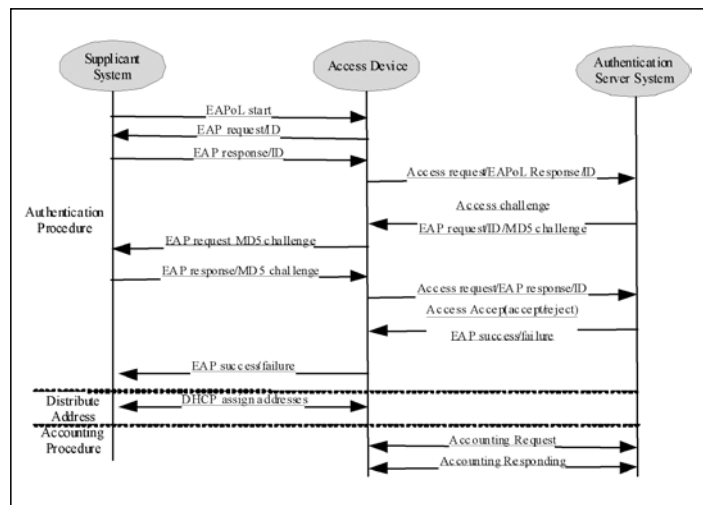 Supplicant
System
Access Device
Authentication
Server System
EAPoL start
EAP request/ID
EAP response/ID
Access request/EAPoL Response/ID
Authentication
Procedure
Access challenge
EAP request/ID/MD5 challenge
EAP request MD5 challenge
EAP response/MD5 challenge
Access request/EAP response/ID
Access Accept(accept/reject)
EAP success/failure
EAP success/failure
Distribute
Address
DHCP assign addresses
Accounting
Procedure
Accounting Request
Accounting Responding